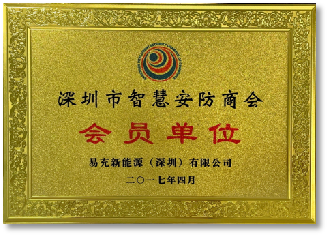 深圳市智慧安防商会
会员单位
易充新能源（深圳）有限公司
二〇一七年四月